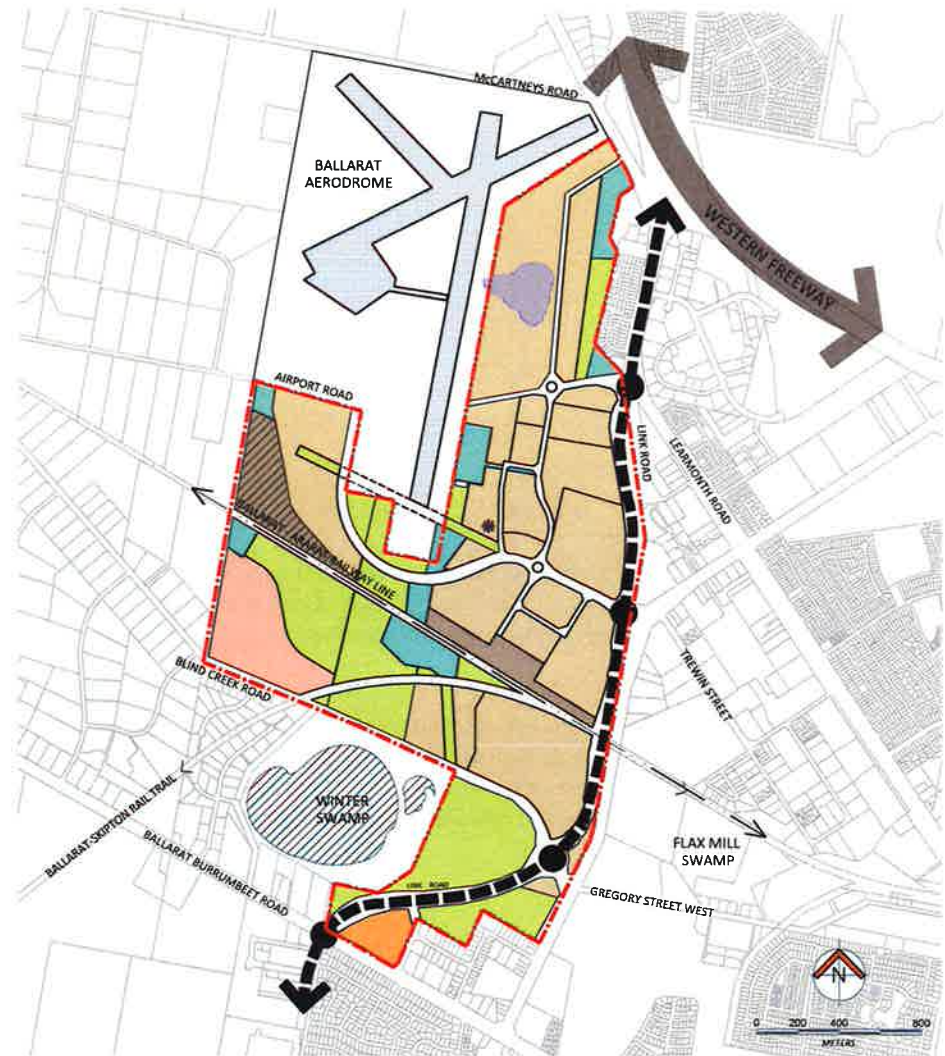 McCARTNEYS ROAD
BALLARAT
AERODROME
WESTERN FREEWAY
AIRPORT ROAD
LINK ROAD
LEARMONTH ROAD
BALLARAT - ARARAT RAILWAY LINE
TREWIN STREET
BLIND CREEK ROAD
WINTER
SWAMP
BALLARAT-SKIPTON RAIL TRAIL
BALLARAT BURRUMBEET
ROAD
FLAX MILL
SWAMP
LINK ROAD
GREGORY STREET WEST
N
0 200 400 800
METERS